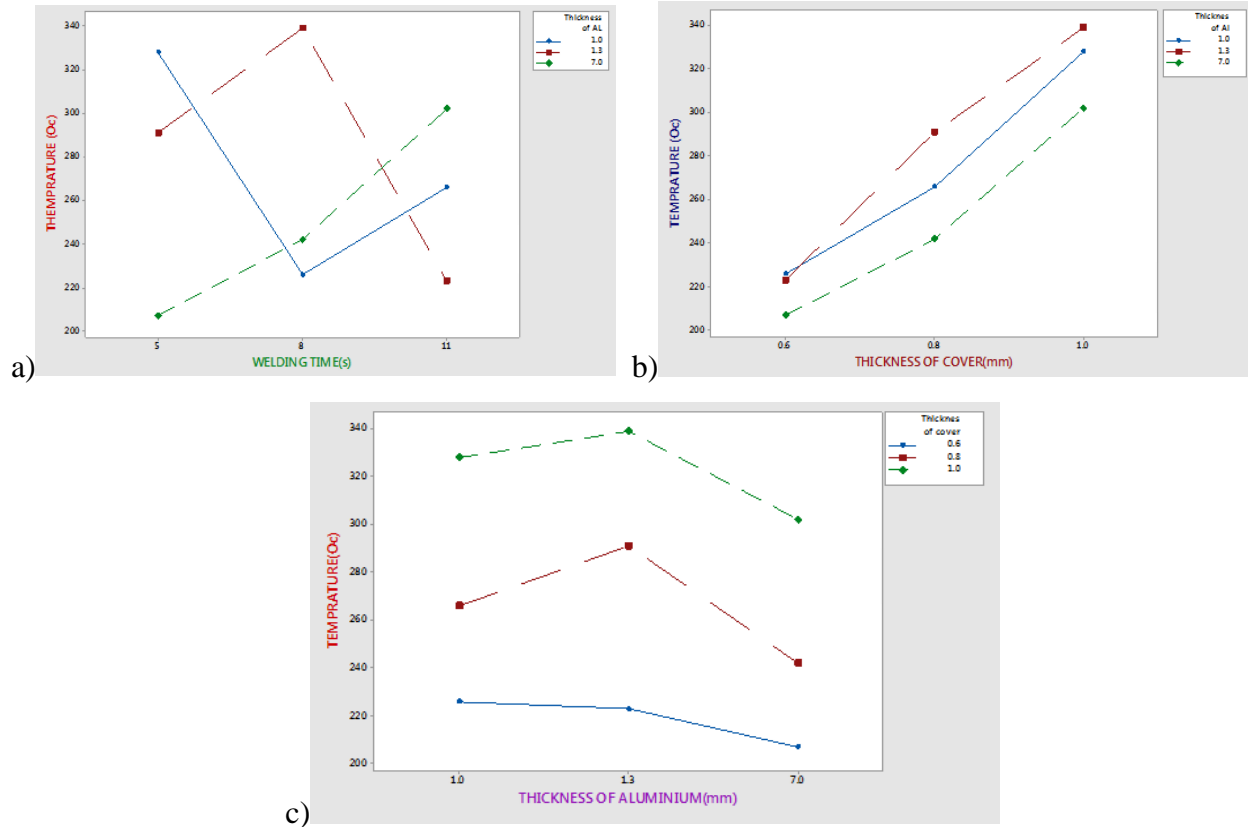 Thickness
of AL
1.0
1.3
7.0
340
320
300
280
260
240
220
200
THEMPRATURE (Oc)
5 8 11
WELDING TIME(s)
a)
Thicknes
of Al
1.0
1.3
7.0
340
320
300
280
260
240
220
200
TEMPRATURE (Oc)
0.6 0.8 1.0
THICKNESS OF COVER(mm)
b)
Thicknes
of cover
0.6
0.8
1.0
340
320
300
280
260
240
220
200
TEMPRATURE(Oc)
1.0 1.3 7.0
THICKNESS OF ALUMINIUM(mm)
c)